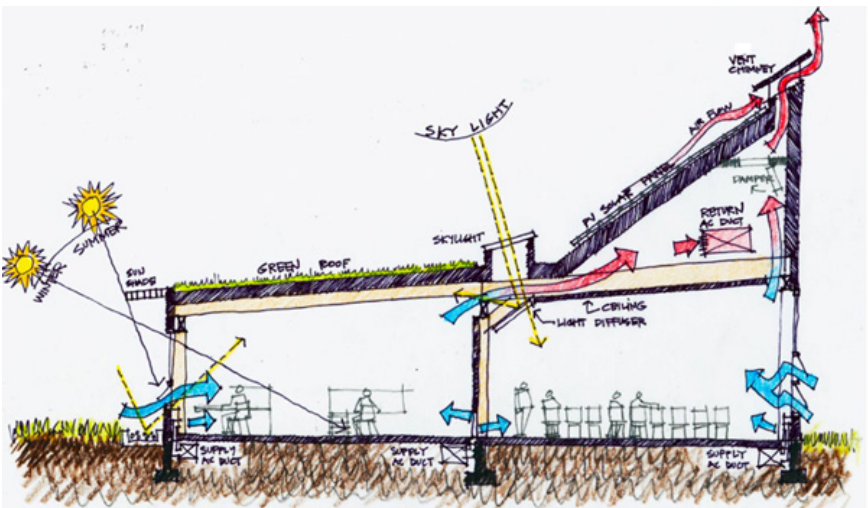 VENT
CHIMNEY
AIR FLOW
SKY LIGHT
PV SOLAR PANEL
DAMPER
RETURN
AC DUCT
SUMMER
WINTER
SKYLIGHT
GREEN ROOF
SUN
SHADE
CEILING
LIGHT DIFFUSER
SUPPLY
AC DUCT
SUPPLY
AC DUCT
SUPPLY
AC DUCT